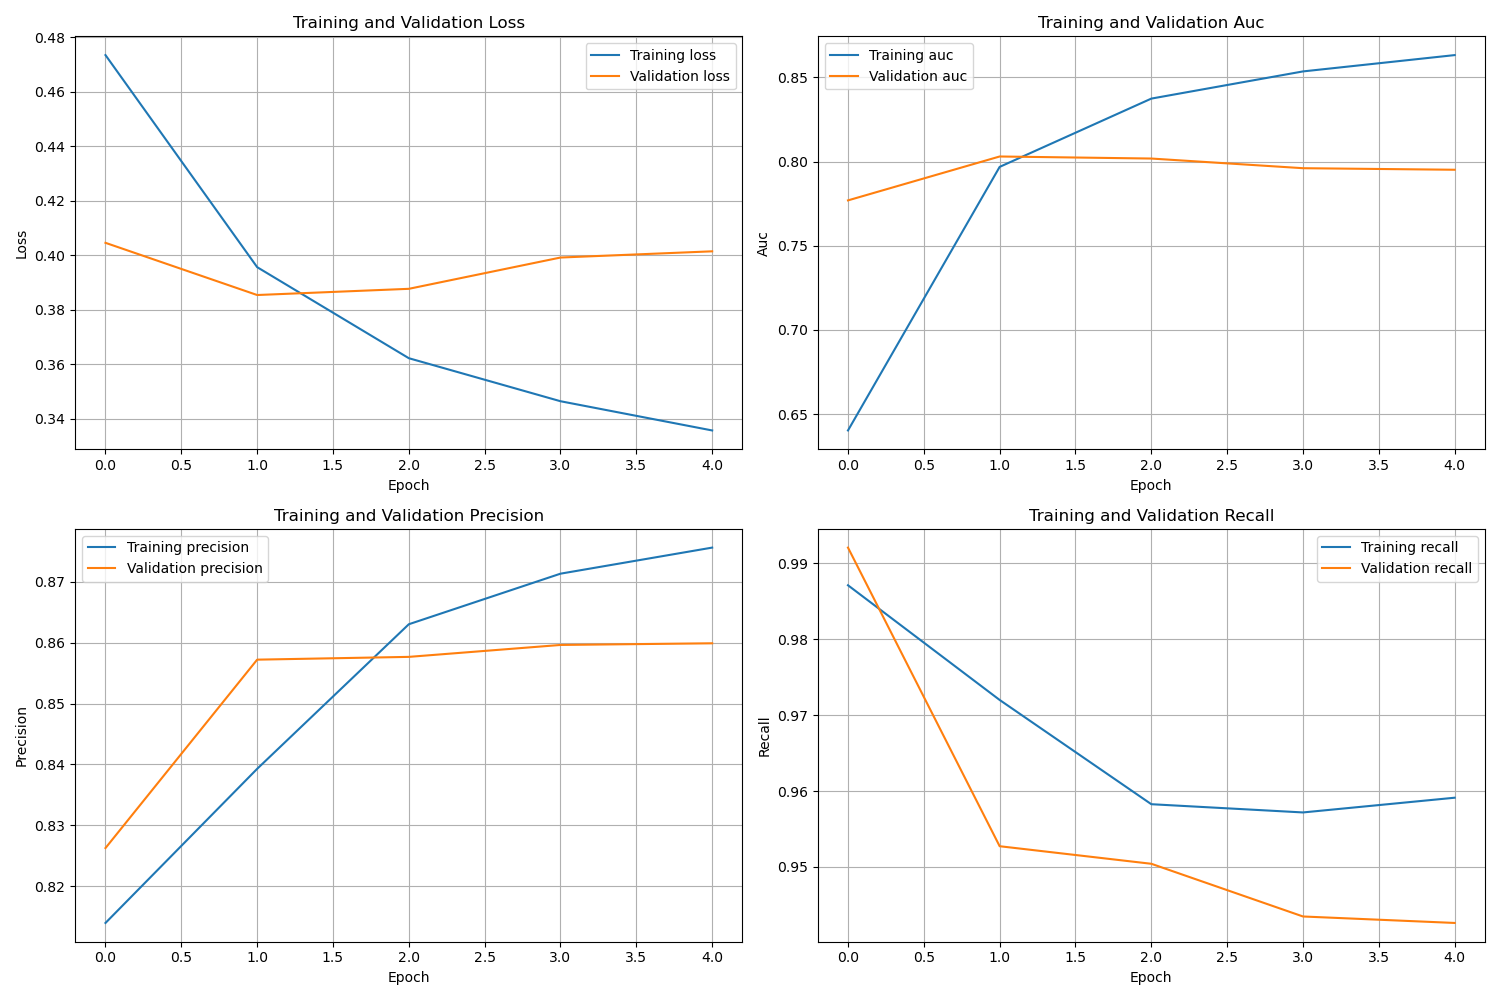 Training and Validation Loss
0.48
0.46
0.44
0.42
0.40
0.38
0.36
0.34
Loss
Training loss
Validation loss
0.0 0.5 1.0 1.5 2.0 2.5 3.0 3.5 4.0
Epoch
Training and Validation Auc
0.85
0.80
0.75
0.70
0.65
Auc
Training auc
Validation auc
0.0 0.5 1.0 1.5 2.0 2.5 3.0 3.5 4.0
Epoch
Training and Validation Precision
0.87
0.86
0.85
0.84
0.83
0.82
Precision
Training precision
Validation precision
0.0 0.5 1.0 1.5 2.0 2.5 3.0 3.5 4.0
Epoch
Training and Validation Recall
0.99
0.98
0.97
0.96
0.95
Recall
Training recall
Validation recall
0.0 0.5 1.0 1.5 2.0 2.5 3.0 3.5 4.0
Epoch